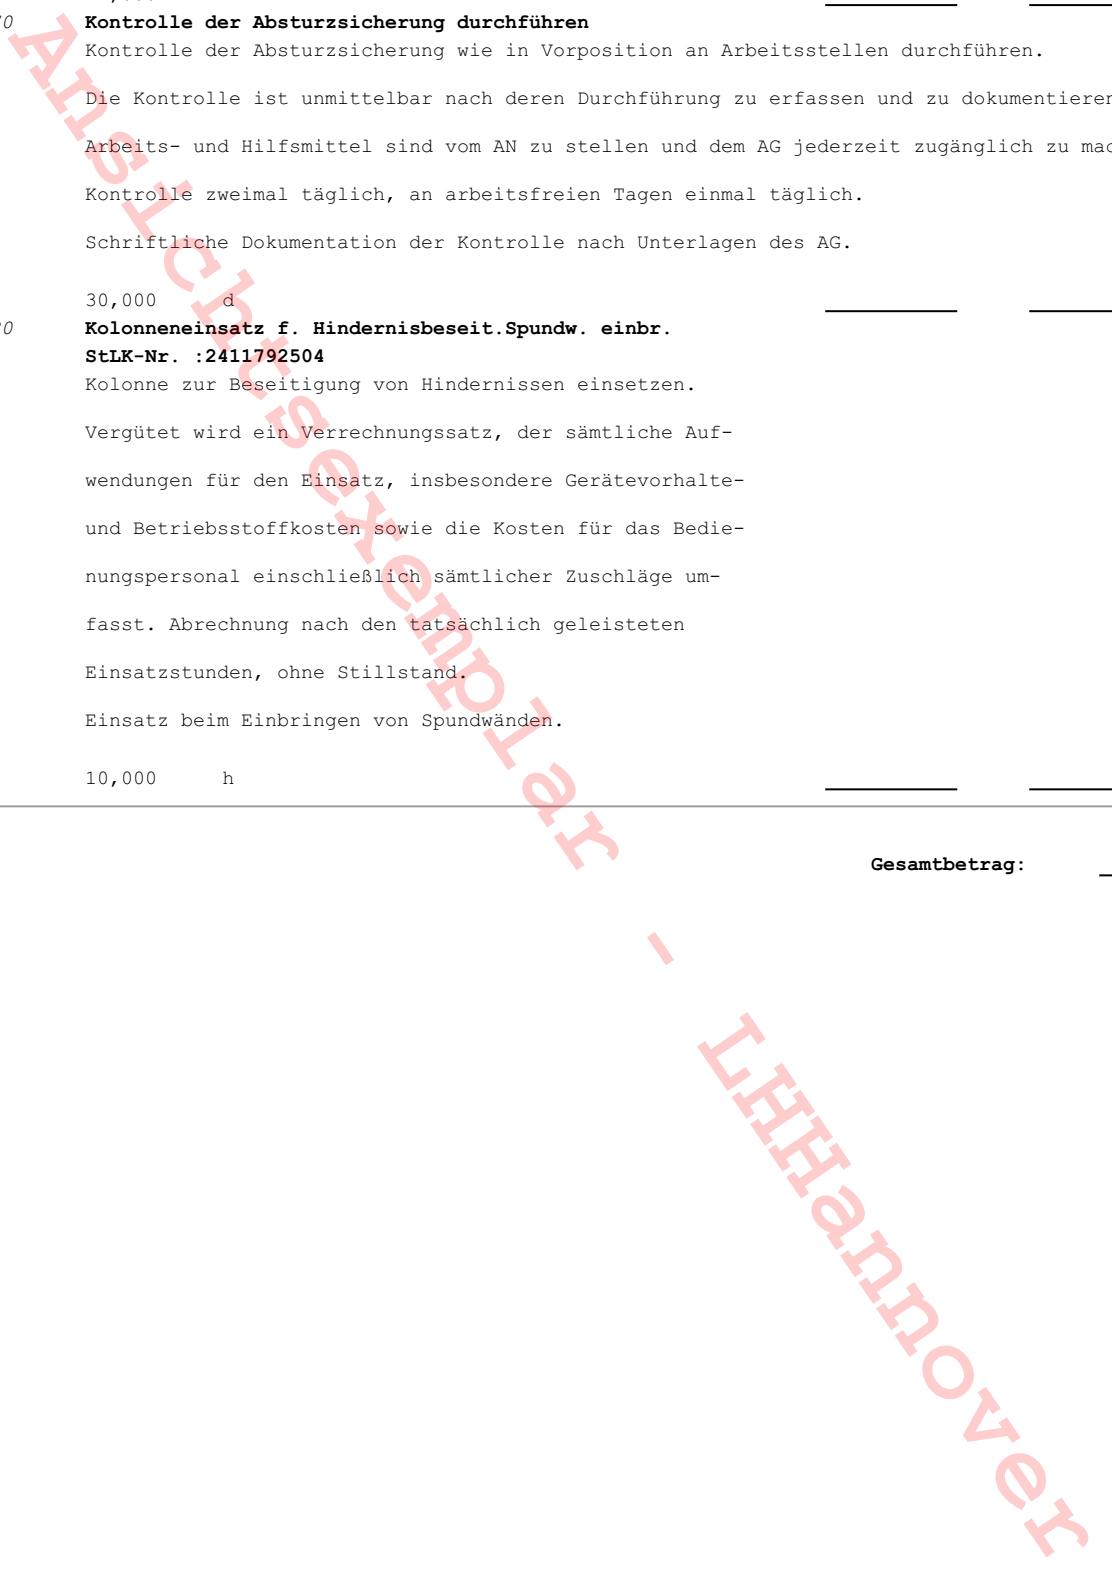 Kontrolle der Absturzsicherung durchführen
Kontrolle der Absturzsicherung wie in Vorposition an Arbeitsstellen durchführen.
Die Kontrolle ist unmittelbar nach deren Durchführung zu erfassen und zu dokumentieren
Arbeits- und Hilfsmittel sind vom AN zu stellen und dem AG jederzeit zugänglich zu mac
Kontrolle zweimal täglich, an arbeitsfreien Tagen einmal täglich.
Schriftliche Dokumentation der Kontrolle nach Unterlagen des AG.
30,000 d
0 Kolonneneinsatz f. Hindernisbeseit.Spundw. einbr.
StLK-Nr. :2411792504
Kolonne zur Beseitigung von Hindernissen einsetzen.
Vergütet wird ein Verrechnungssatz, der sämtliche Auf-
wendungen für den Einsatz, insbesondere Gerätevorhalte-
und Betriebsstoffkosten sowie die Kosten für das Bedie-
nungspersonal einschließlich sämtlicher Zuschläge um-
fasst. Abrechnung nach den tatsächlich geleisteten
Einsatzstunden, ohne Stillstand.
Einsatz beim Einbringen von Spundwänden.
10,000 h
Gesamtbetrag:
Ansichtsexemplar - LHHannover